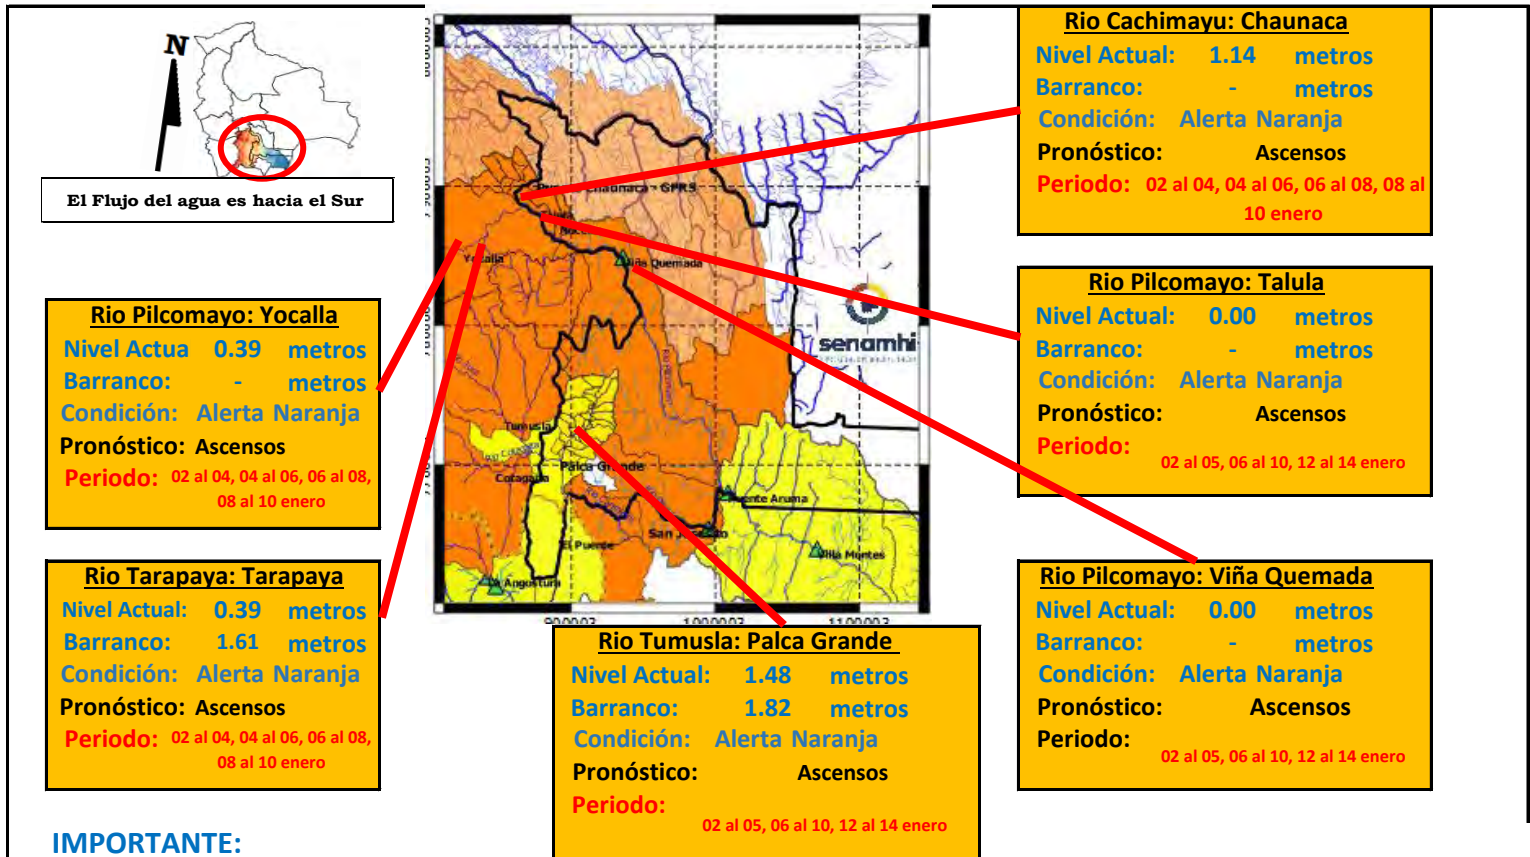 N
El Flujo del agua es hacia el Sur
Rio Pilcomayo: Yocalla
Nivel Actua 0.39 metros
Barranco: - metros
Condición: Alerta Naranja
Pronóstico: Ascensos
Periodo: 02 al 04, 04 al 06, 06 al 08,
08 al 10 enero
Rio Tarapaya: Tarapaya
Nivel Actual: 0.39 metros
Barranco: 1.61 metros
Condición: Alerta Naranja
Pronóstico: Ascensos
Periodo: 02 al 04, 04 al 06, 06 al 08,
08 al 10 enero
IMPORTANTE:
Chaunaca - GPRS
Yocalla
Viña Quemada
senamhi
Tumusla
Palca Grande
Cotagaita
Puente Aruma
San Josecito
El Puente
Villa Montes
Angostura
900003 1000003 1100003
Rio Tumusla: Palca Grande
Nivel Actual: 1.48 metros
Barranco: 1.82 metros
Condición: Alerta Naranja
Pronóstico: Ascensos
Periodo:
02 al 05, 06 al 10, 12 al 14 enero
Rio Cachimayu: Chaunaca
Nivel Actual: 1.14 metros
Barranco: - metros
Condición: Alerta Naranja
Pronóstico: Ascensos
Periodo: 02 al 04, 04 al 06, 06 al 08, 08 al
10 enero
Rio Pilcomayo: Talula
Nivel Actual: 0.00 metros
Barranco: - metros
Condición: Alerta Naranja
Pronóstico: Ascensos
Periodo:
02 al 05, 06 al 10, 12 al 14 enero
Rio Pilcomayo: Viña Quemada
Nivel Actual: 0.00 metros
Barranco: - metros
Condición: Alerta Naranja
Pronóstico: Ascensos
Periodo:
02 al 05, 06 al 10, 12 al 14 enero